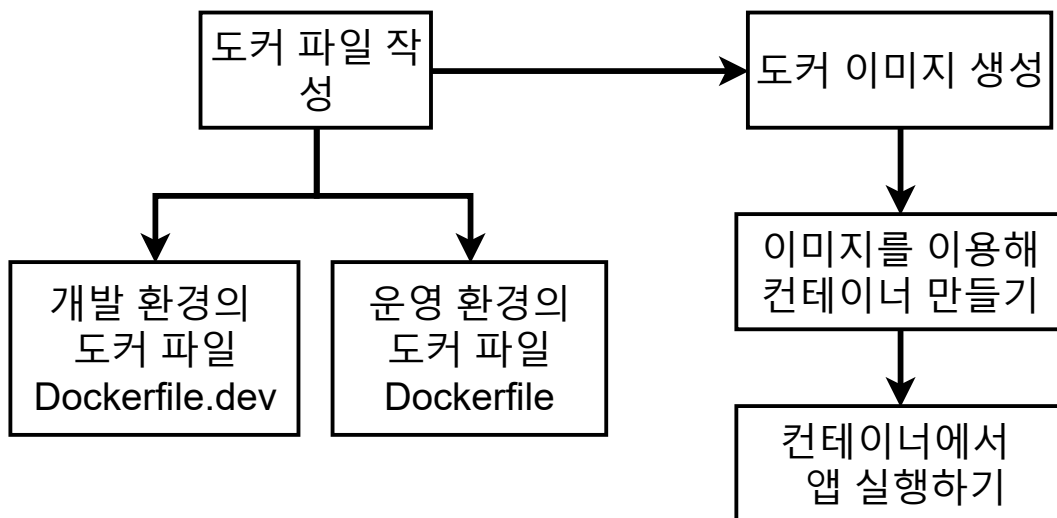 도커 파일 작
성
도커 이미지 생성
개발 환경의
도커 파일
Dockerfile.dev
운영 환경의
도커 파일
Dockerfile
이미지를 이용해
컨테이너 만들기
컨테이너에서
앱 실행하기